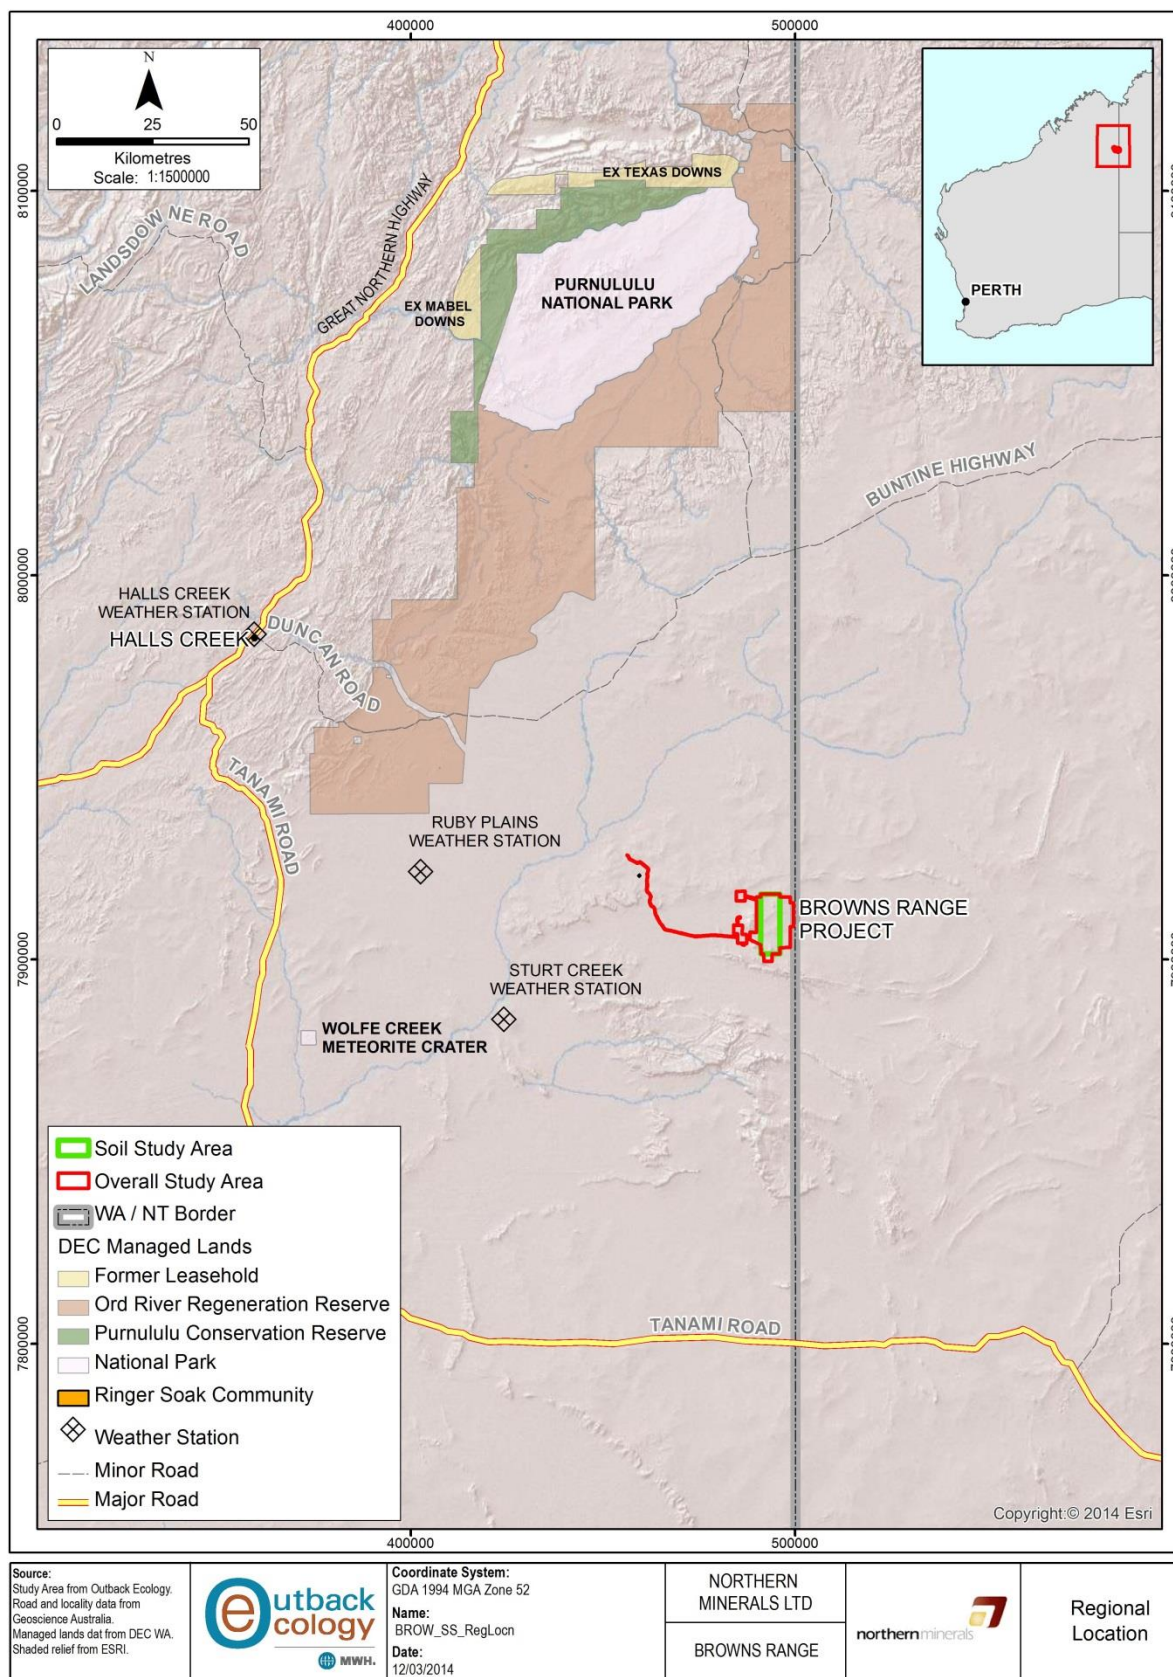 400000
500000
N
0 25 50
Kilometres
Scale: 1:1500000
8100000
LANDSDOWNE ROAD
GREAT NORTHERN HIGHWAY
EX TEXAS DOWNS
PURNULULU
NATIONAL PARK
EX MABEL
DOWNS
PERTH
BUNTINE HIGHWAY
8000000
HALLS CREEK
WEATHER STATION
HALLS CREEK
DUNCAN ROAD
TANAMI ROAD
RUBY PLAINS
WEATHER STATION
BROWNS RANGE
PROJECT
7900000
STURT CREEK
WEATHER STATION
WOLFE CREEK
METEORITE CRATER
Soil Study Area
Overall Study Area
WA / NT Border
DEC Managed Lands
Former Leasehold
Ord River Regeneration Reserve
Purnululu Conservation Reserve
National Park
Ringer Soak Community
Weather Station
Minor Road
Major Road
7800000
TANAMI ROAD
Copyright:© 2014 Esri
400000
500000
Source:
Study Area from Outback Ecology.
Road and locality data from
Geoscience Australia.
Managed lands dat from DEC WA.
Shaded relief from ESRI.
Outback
ecology
MWH.
Coordinate System:
GDA 1994 MGA Zone 52
Name:
BROW_SS_RegLocn
Date:
12/03/2014
NORTHERN
MINERALS LTD
BROWNS RANGE
northernminerals
Regional
Location